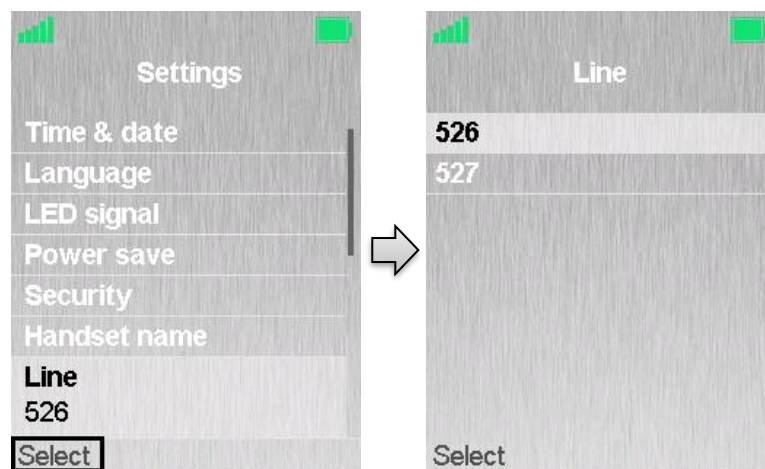 Settings
Time & date
Language
LED signal
Power save
Security
Handset name
Line
526
Select
Line
526
527
Select